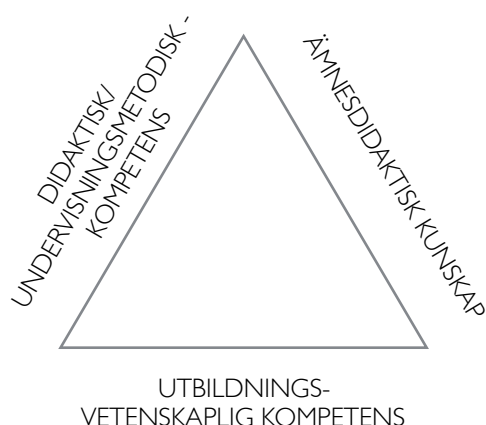 DIDAKTISK/
UNDERVISNINGSMETODISK -
KOMPETENS
ÄMNESDIDAKTISK KUNSKAP
UTBILDNINGS-
VETENSKAPLIG KOMPETENS